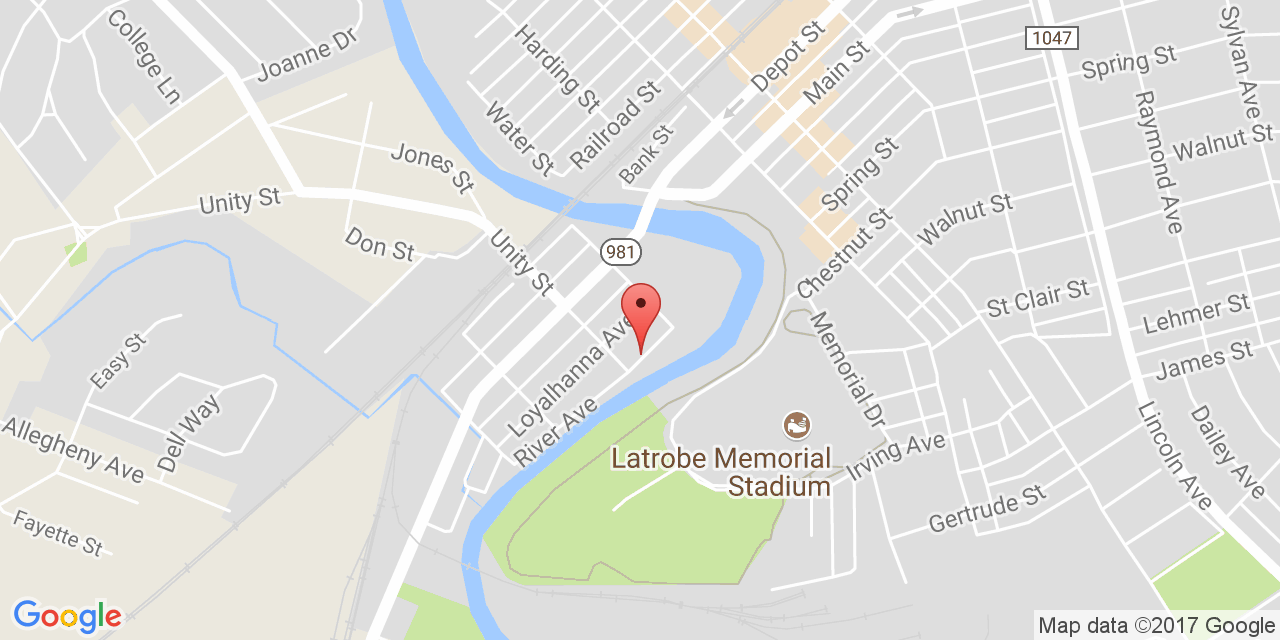 College Ln
Joanne Dr
Harding St
Railroad St
Water St
Bank St
Depot St
Main St
1047
Spring St
Sylvan Ave
Raymond Ave
Walnut St
Jones St
Unity St
Don St
Unity St
981
Spring St
Chestnut St
Walnut St
St Clair St
Lehmer St
James St
Easy St
Dell Way
Allegheny Ave
Fayette St
Loyalhanna Ave
River Ave
Memorial Dr
Latrobe Memorial
Stadium
Irving Ave
Gertrude St
Lincoln Ave
Dailey Ave
Google
Map data ©2017 Google